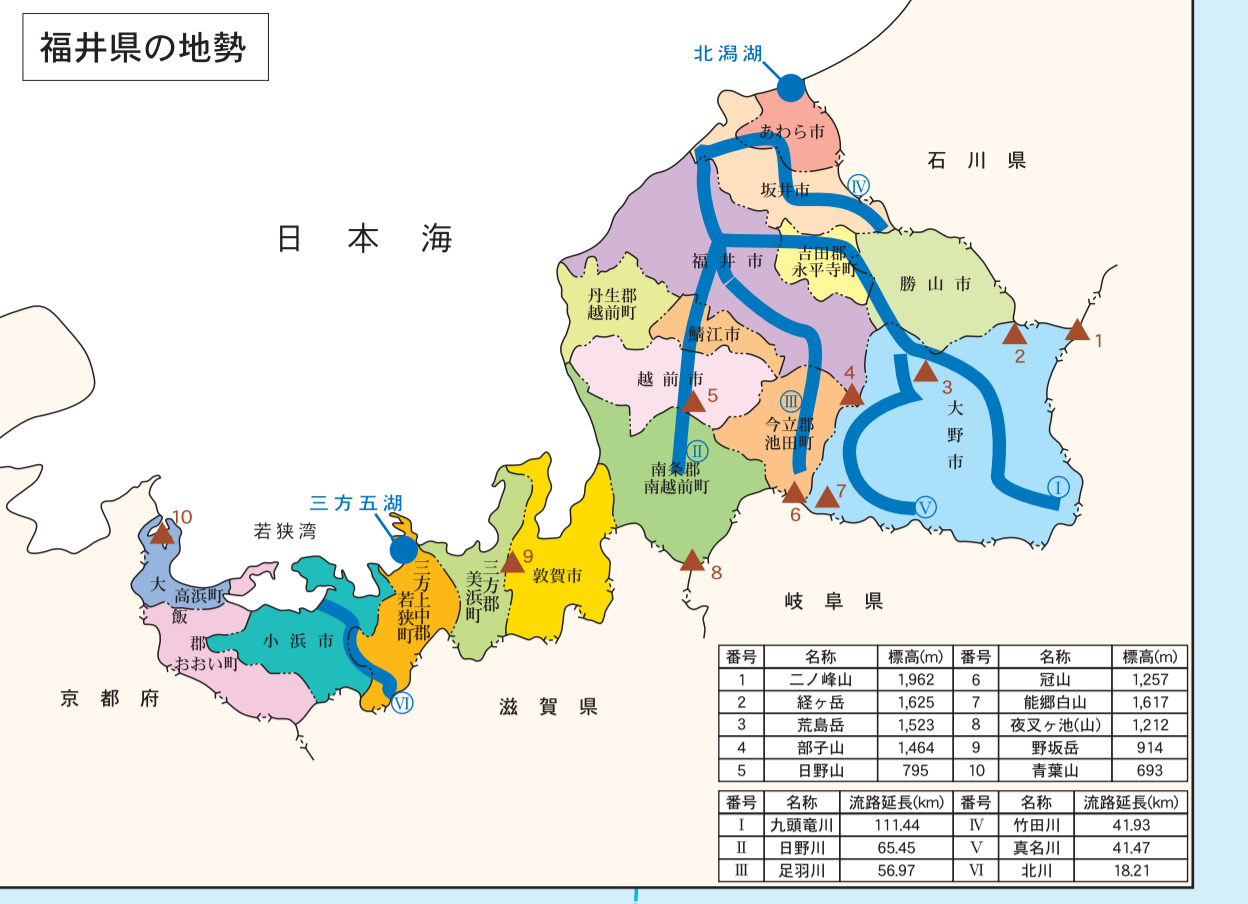 福井県の地勢
北潟湖
あわら市
石川県
坂井市
Ⅳ
日本海
福井市
吉田郡
永平寺町
勝山市
丹生郡
越前町
鯖江市
1
2
3
4
越前市
5
Ⅲ
今立郡
池田町
大野市
Ⅱ
南条郡
南越前町
Ⅰ
7
6
Ⅴ
三方五湖
10
若狭湾
9
8
敦賀市
三方郡
美浜町
三方上中郡
若狭町
大飯郡
高浜町
おおい町
小浜市
岐阜県
京都府
Ⅵ
滋賀県
番号 名称 標高(m) 番号 名称 標高(m)
1 二ノ峰山 1,962 6 冠山 1,257
2 経ヶ岳 1,625 7 能郷白山 1,617
3 荒島岳 1,523 8 夜叉ヶ池(山) 1,212
4 部子山 1,464 9 野坂岳 914
5 日野山 795 10 青葉山 693
番号 名称 流路延長(km) 番号 名称 流路延長(km)
Ⅰ 九頭竜川 111.44 Ⅳ 竹田川 41.93
Ⅱ 日野川 65.45 Ⅴ 真名川 41.47
Ⅲ 足羽川 56.97 Ⅵ 北川 18.21